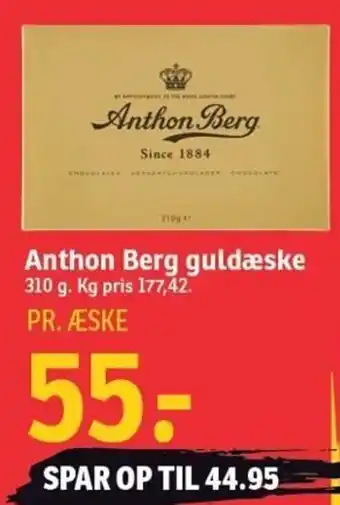 Anthon Berg
Since 1884
310g e
Anthon Berg guldæske
310 g. Kg pris 177,42.
PR. ÆSKE
55.-
SPAR OP TIL 44.95